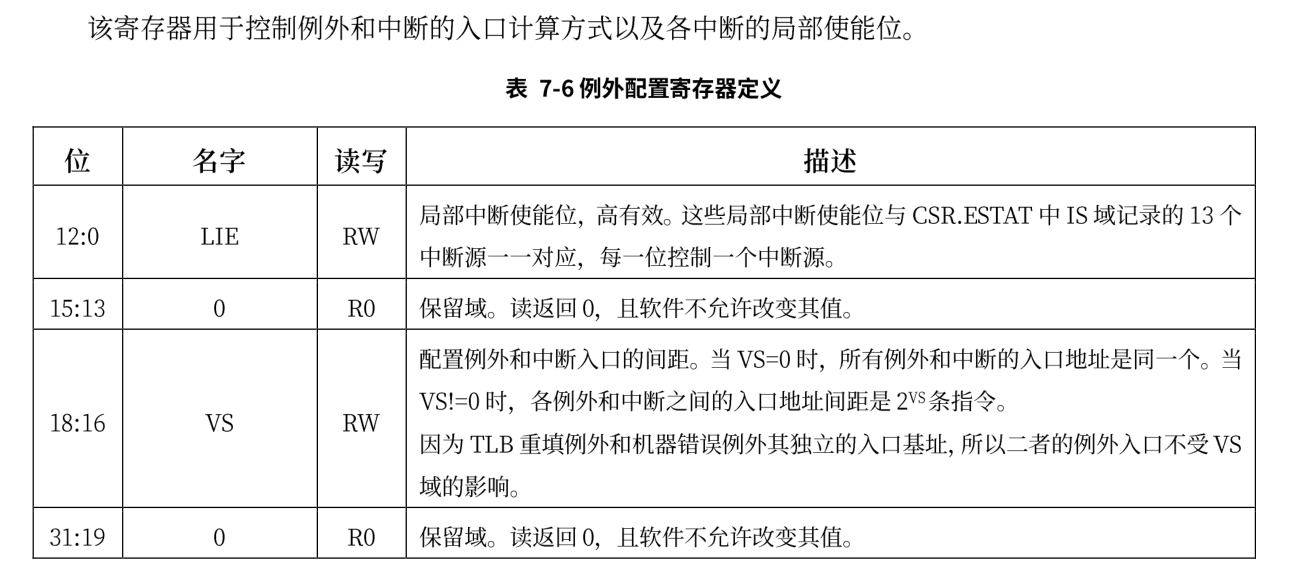 该寄存器用于控制例外和中断的入口计算方式以及各中断的局部使能位。
表 7-6 例外配置寄存器定义
位 名字 读写 描述
12:0 LIE RW 局部中断使能位，高有效。这些局部中断使能位与 CSR.ESTAT 中 IS 域记录的 13 个
中断源一一对应，每一位控制一个中断源。
15:13 0 R0 保留域。读返回 0，且软件不允许改变其值。
18:16 VS RW 配置例外和中断入口的间距。当 VS=0 时，所有例外和中断的入口地址是同一个。当
VS!=0 时，各例外和中断之间的入口地址间距是 2^VS 条指令。
因为 TLB 重填例外和机器错误例外其独立的入口基址，所以二者的例外入口不受 VS
域的影响。
31:19 0 R0 保留域。读返回 0，且软件不允许改变其值。